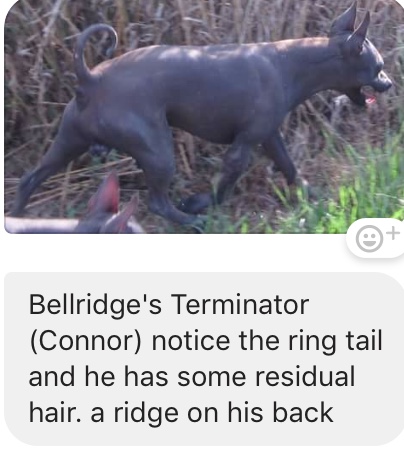 Bellridge's Terminator
(Connor) notice the ring tail
and he has some residual
hair. a ridge on his back